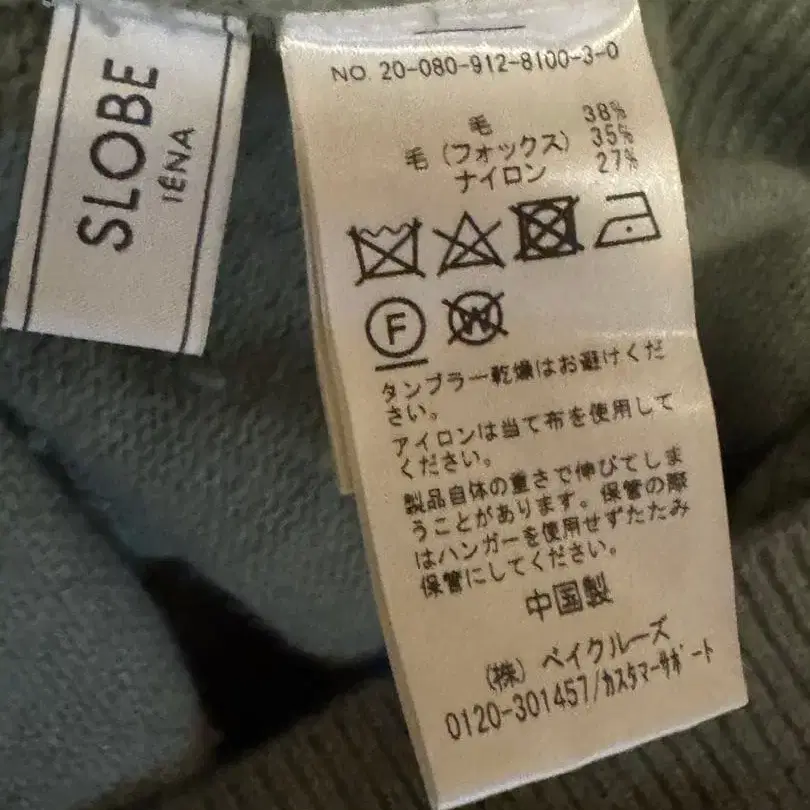 SLOBE
IÉNA
NO. 20-080-912-8100-3-0
毛 38%
毛 (フォックス) 35%
ナイロン 27%
F
W
タンブラー乾燥はお避けくだ
さい。
アイロンは当て布を使用して
ください。
製品自体の重さで伸びてしま
うことがあります。保管の際
はハンガーを使用せずたたみ
保管にしてください。
中国製
(株) ベイクルーズ
0120-301457/カスタマーサポート